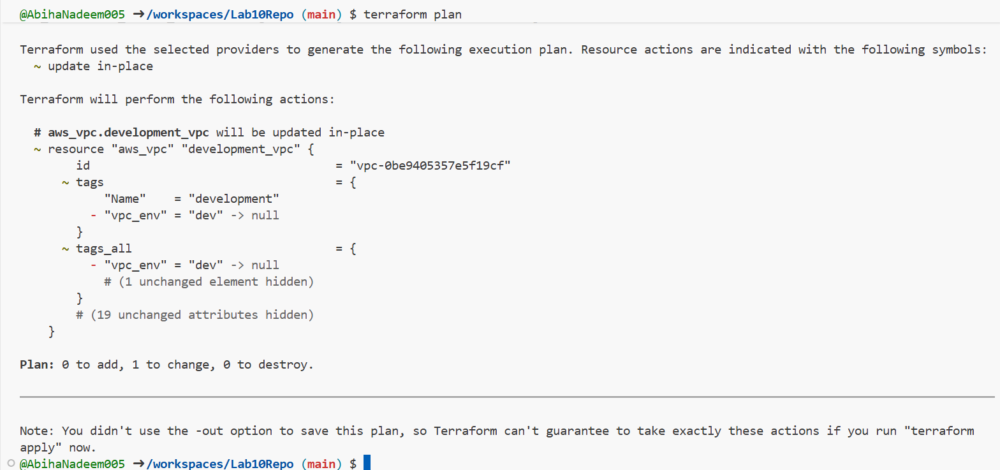 @AbihaNadeem005 →/workspaces/Lab10Repo (main) $ terraform plan
Terraform used the selected providers to generate the following execution plan. Resource actions are indicated with the following symbols:
  ~ update in-place
Terraform will perform the following actions:
  # aws_vpc.development_vpc will be updated in-place
  ~ resource "aws_vpc" "development_vpc" {
        id                                   = "vpc-0be9405357e5f19cf"
      ~ tags                                 = {
            "Name"    = "development"
          - "vpc_env" = "dev" -> null
        }
      ~ tags_all                             = {
          - "vpc_env" = "dev" -> null
            # (1 unchanged element hidden)
        }
        # (19 unchanged attributes hidden)
    }
Plan: 0 to add, 1 to change, 0 to destroy.
Note: You didn't use the -out option to save this plan, so Terraform can't guarantee to take exactly these actions if you run "terraform
apply" now.
@AbihaNadeem005 →/workspaces/Lab10Repo (main) $